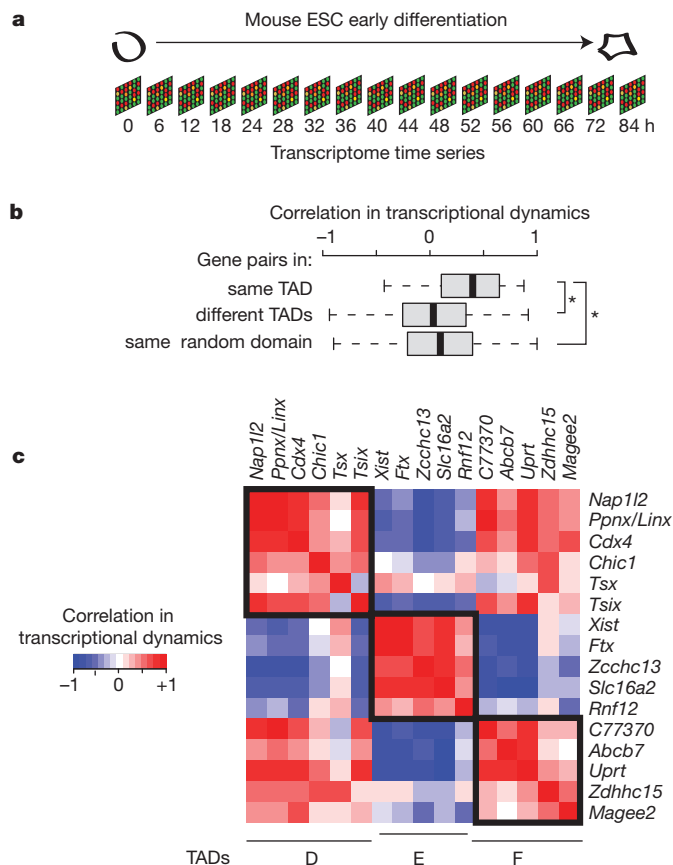 a
Mouse ESC early differentiation
0 6 12 18 24 28 32 36 40 44 48 52 56 60 66 72 84 h
Transcriptome time series
b
Correlation in transcriptional dynamics
−1 0 1
Gene pairs in:
same TAD
different TADs
same random domain
*
*
c
Nap1l2 Ppnx/Linx Cdx4 Chic1 Tsx Tsix Xist Ftx Zcchc13 Slc16a2 Rnf12 C77370 Abcb7 Uprt Zdhhc15 Magee2
Nap1l2
Ppnx/Linx
Cdx4
Chic1
Tsx
Tsix
Xist
Ftx
Zcchc13
Slc16a2
Rnf12
C77370
Abcb7
Uprt
Zdhhc15
Magee2
Correlation in
transcriptional dynamics
−1 0 +1
TADs D E F